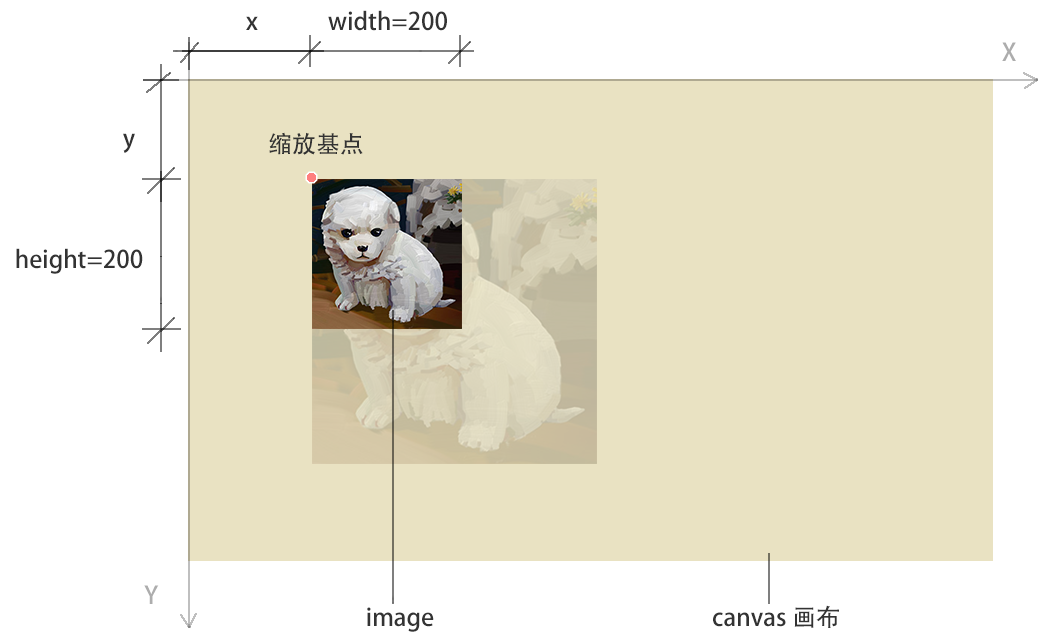 x
width=200
X
y
缩放基点
height=200
Y
image
canvas 画布